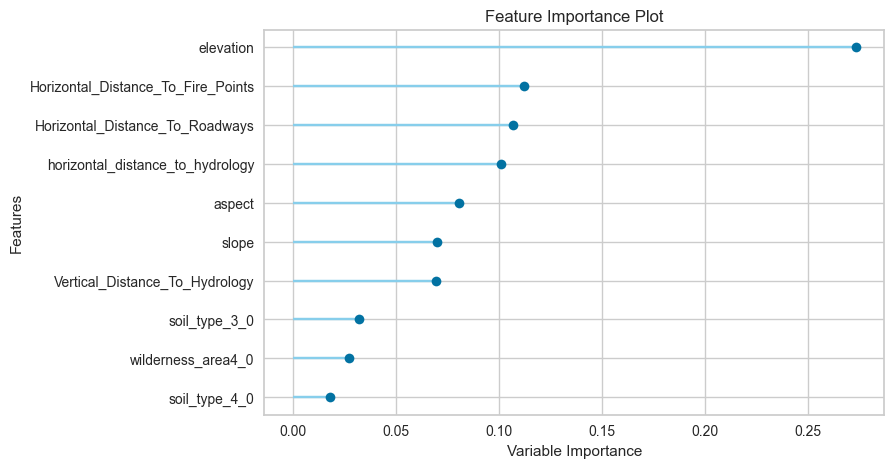 Feature Importance Plot
Features
elevation
Horizontal_Distance_To_Fire_Points
Horizontal_Distance_To_Roadways
horizontal_distance_to_hydrology
aspect
slope
Vertical_Distance_To_Hydrology
soil_type_3_0
wilderness_area4_0
soil_type_4_0
0.00 0.05 0.10 0.15 0.20 0.25
Variable Importance